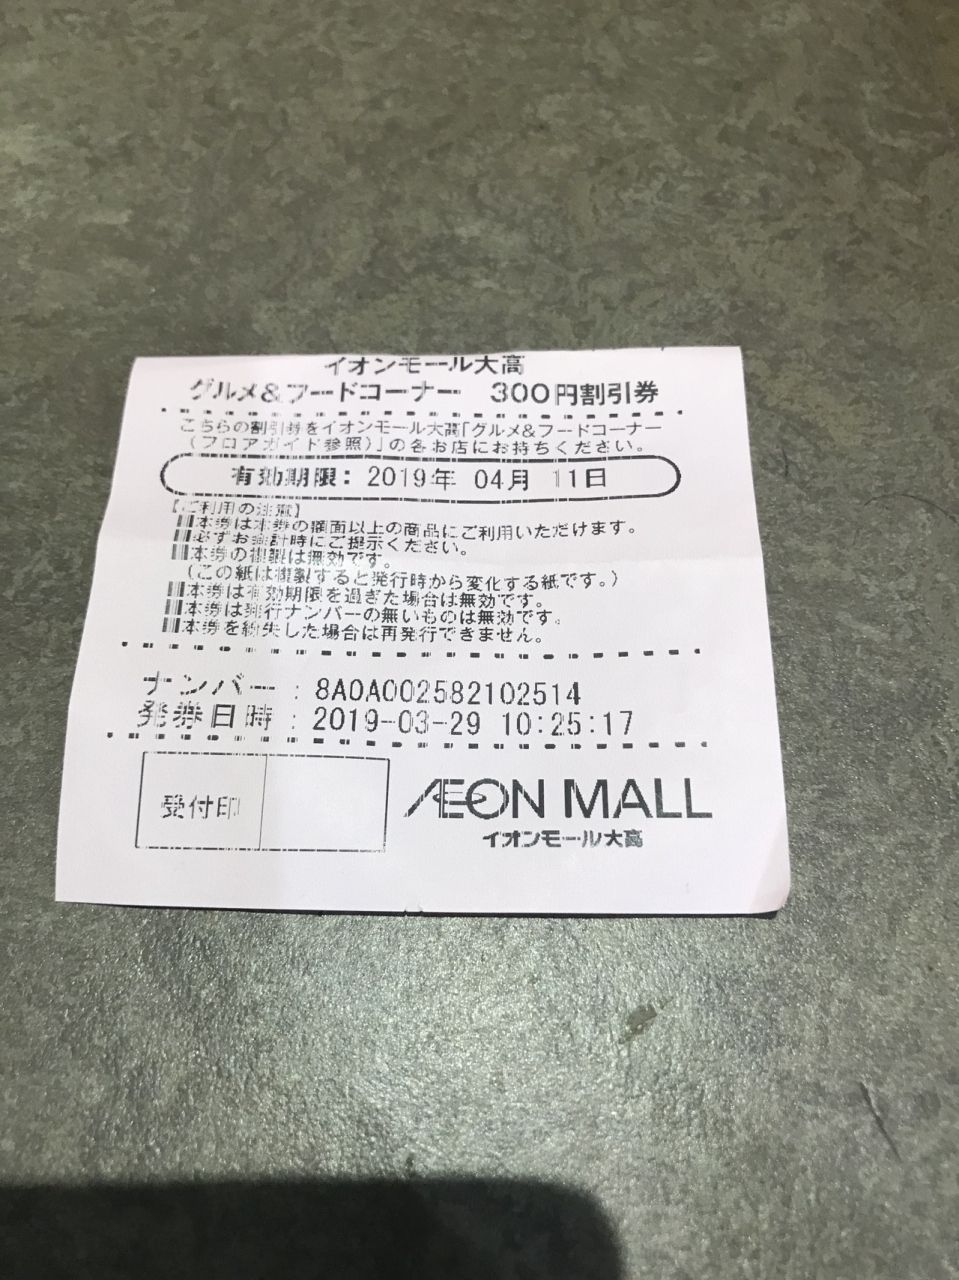 イオンモール大高
グルメ&フードコーナー 300円割引券
こちらの割引券をイオンモール大高「グルメ&フードコーナー
(フロアガイド参照)」の各お店にお持ちください。
有効期限: 2019年 04月 11日
【ご利用の注意】
本券は本券の額面以上の商品にご利用いただけます。
必ずお会計時にご提示ください。
本券の複製は無効です。
(この紙は複製すると発行時から変化する紙です。)
本券は有効期限を過ぎた場合は無効です。
本券は発行ナンバーの無いものは無効です。
本券を紛失した場合は再発行できません。
ナンバー : 8A0A002582102514
発券日時 : 2019-03-29 10:25:17
受付印
ÆON MALL
イオンモール大高